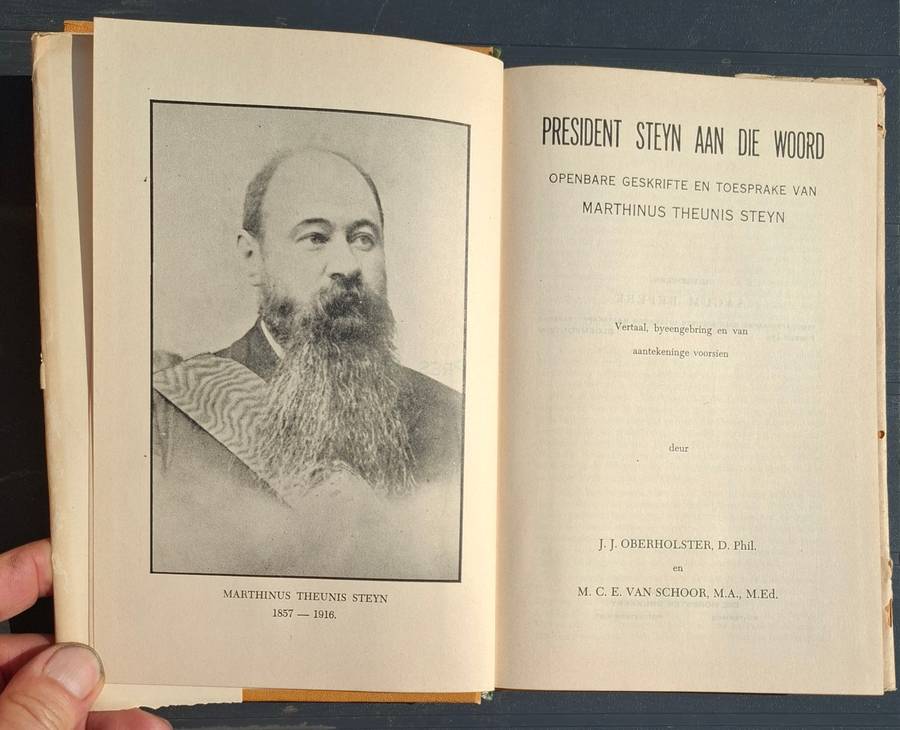 MARTHINUS THEUNIS STEYN
1857 — 1916.
PRESIDENT STEYN AAN DIE WOORD
OPENBARE GESKRIFTE EN TOESPRAKE VAN
MARTHINUS THEUNIS STEYN
Vertaal, byeengebring en van
aantekeninge voorsien
deur
J. J. OBERHOLSTER, D. Phil.
en
M. C. E. VAN SCHOOR, M.A., M.Ed.